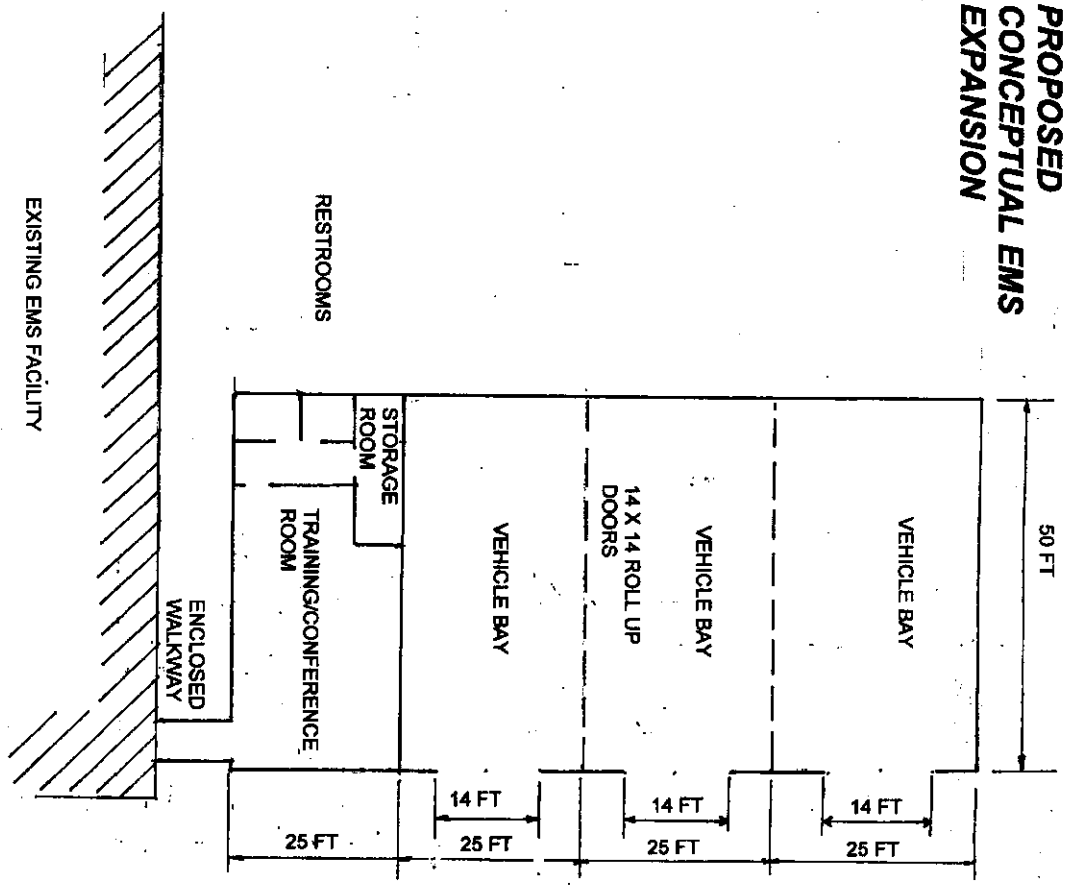 PROPOSED
CONCEPTUAL EMS
EXPANSION
50 FT
VEHICLE BAY
VEHICLE BAY
14 X 14 ROLL UP
DOORS
VEHICLE BAY
STORAGE
ROOM
TRAINING/CONFERENCE
ROOM
RESTROOMS
ENCLOSED
WALKWAY
EXISTING EMS FACILITY
14 FT
14 FT
14 FT
25 FT
25 FT
25 FT
25 FT